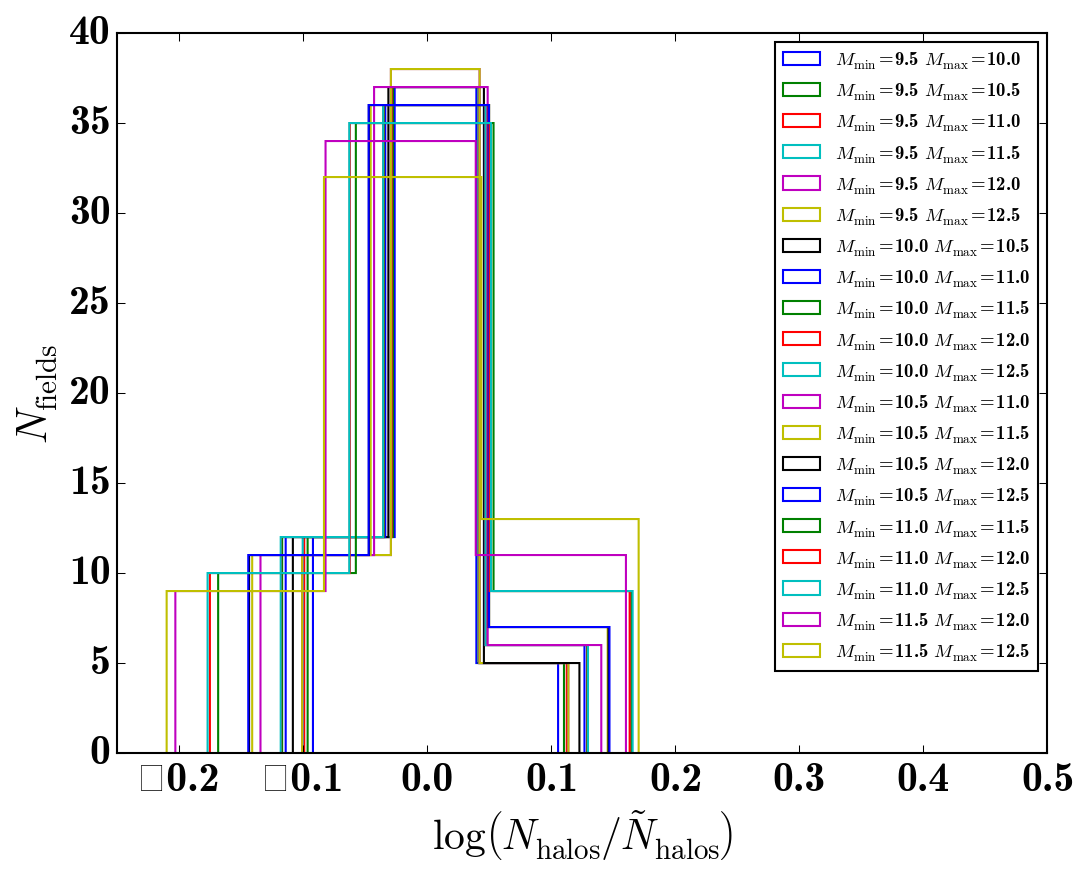 40
35
30
25
20
15
10
5
0
N_fields
□0.2 □0.1 0.0 0.1 0.2 0.3 0.4 0.5
log(N_halos/Ñ_halos)
M_min=9.5 M_max=10.0
M_min=9.5 M_max=10.5
M_min=9.5 M_max=11.0
M_min=9.5 M_max=11.5
M_min=9.5 M_max=12.0
M_min=9.5 M_max=12.5
M_min=10.0 M_max=10.5
M_min=10.0 M_max=11.0
M_min=10.0 M_max=11.5
M_min=10.0 M_max=12.0
M_min=10.0 M_max=12.5
M_min=10.5 M_max=11.0
M_min=10.5 M_max=11.5
M_min=10.5 M_max=12.0
M_min=10.5 M_max=12.5
M_min=11.0 M_max=11.5
M_min=11.0 M_max=12.0
M_min=11.0 M_max=12.5
M_min=11.5 M_max=12.0
M_min=11.5 M_max=12.5